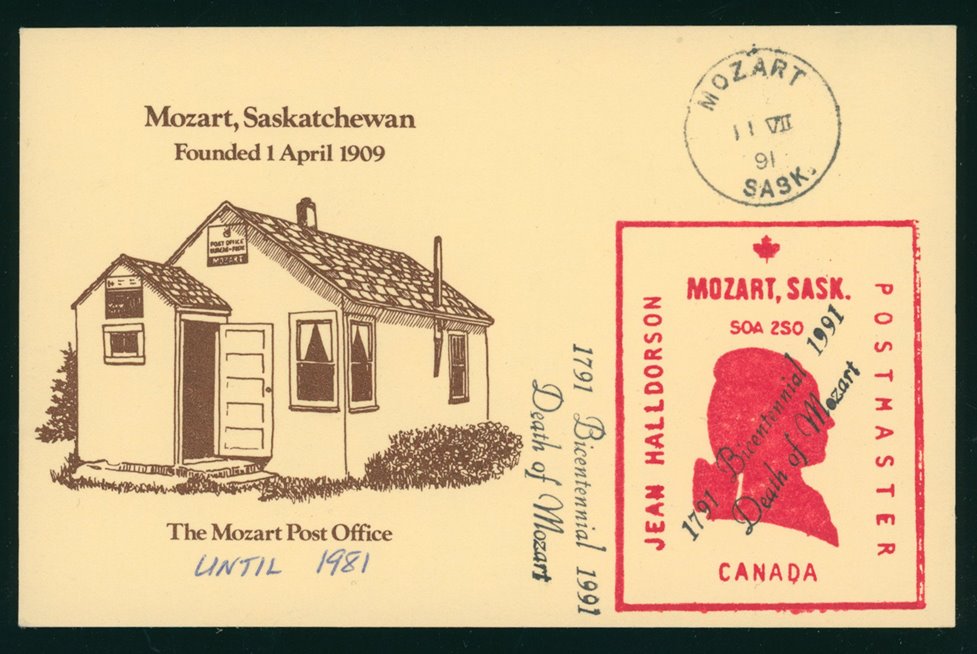 Mozart, Saskatchewan
Founded 1 April 1909
POST OFFICE
MOZART
The Mozart Post Office
UNTIL 1981
MOZART
11 VII
91
SASK.
MOZART, SASK.
S0A 2S0
JEAN HALLDORSON
POSTMASTER
CANADA
1791 Bicentennial 1991
Death of Mozart
1791 Bicentennial 1991
Death of Mozart